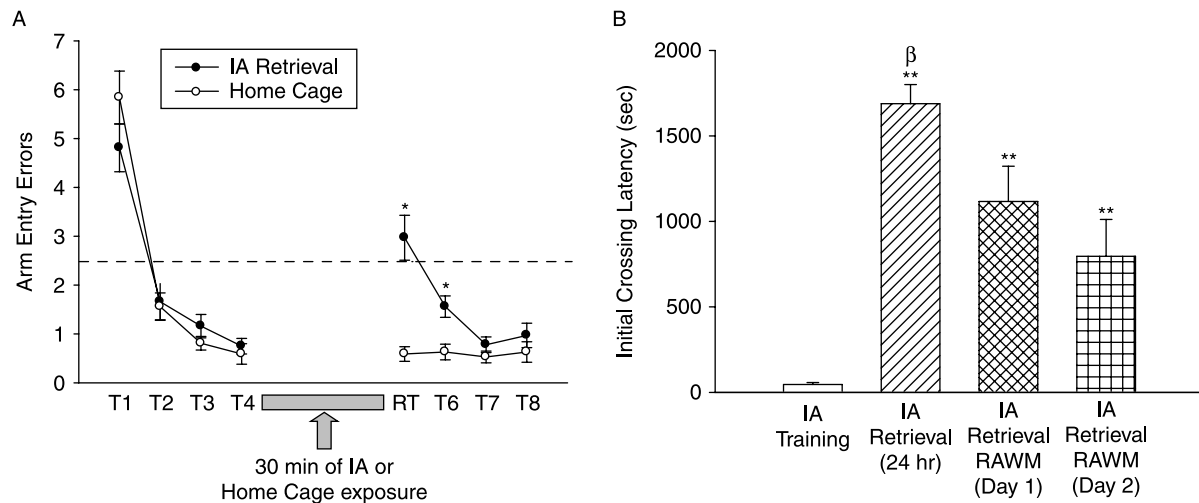 A
7
6
5
4
3
2
1
0
Arm Entry Errors
IA Retrieval
Home Cage
*
*
T1 T2 T3 T4 RT T6 T7 T8
30 min of IA or
Home Cage exposure
B
2000
1500
1000
500
0
Initial Crossing Latency (sec)
β
**
**
**
IA
Training
IA
Retrieval
(24 hr)
IA
Retrieval
RAWM
(Day 1)
IA
Retrieval
RAWM
(Day 2)